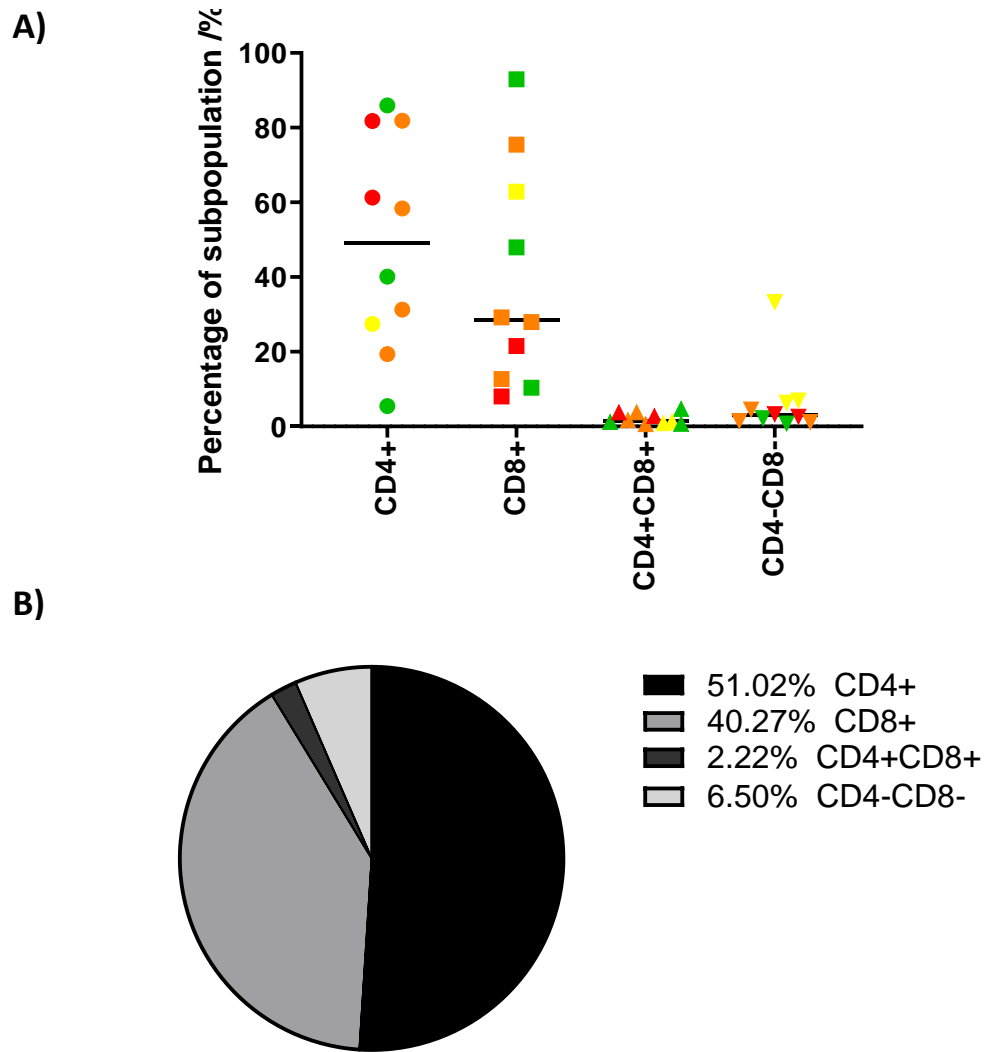 A)
Percentage of subpopulation /%
100
80
60
40
20
0
CD4+
CD8+
CD4+CD8+
CD4-CD8-
B)
51.02% CD4+
40.27% CD8+
2.22% CD4+CD8+
6.50% CD4-CD8-